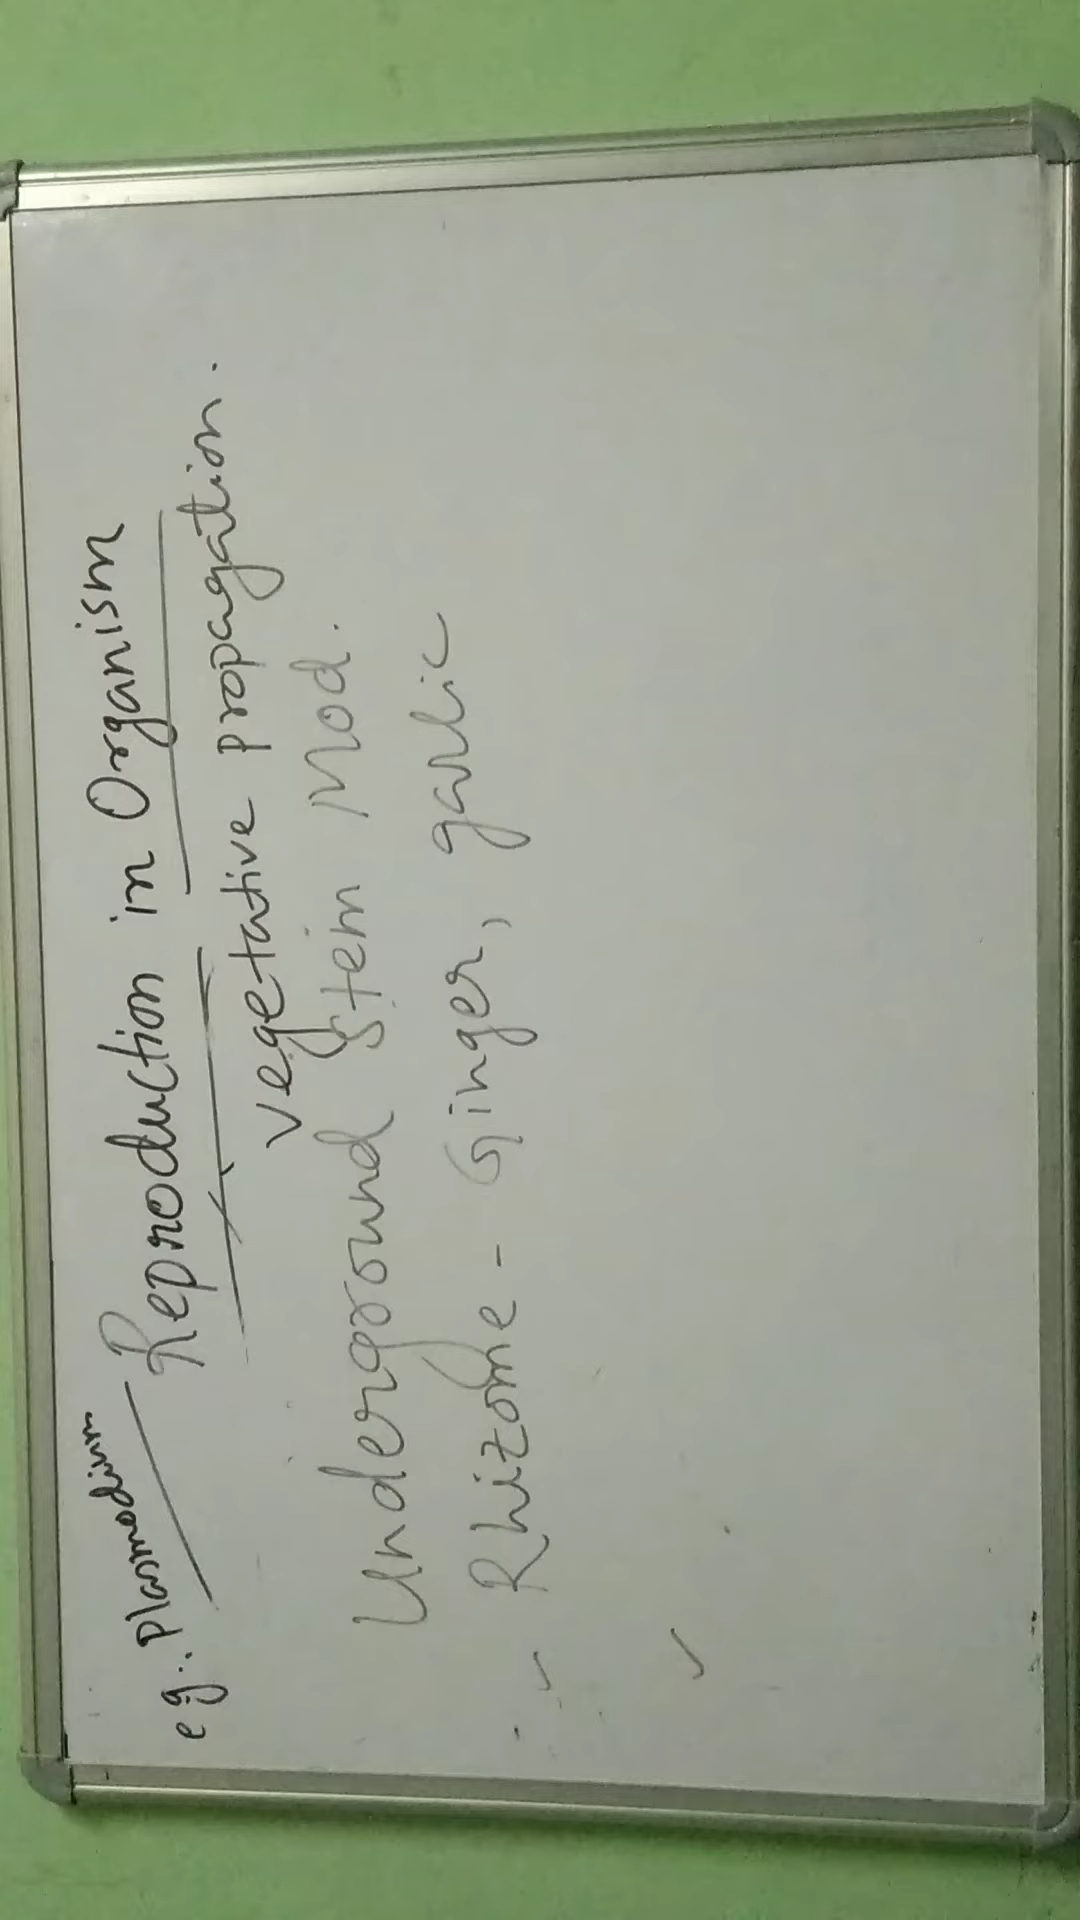 e.g. Plasmodium
Reproduction in Organism
vegetative propagation.
Underground Stem Mod.
Rhizome - Ginger, garlic